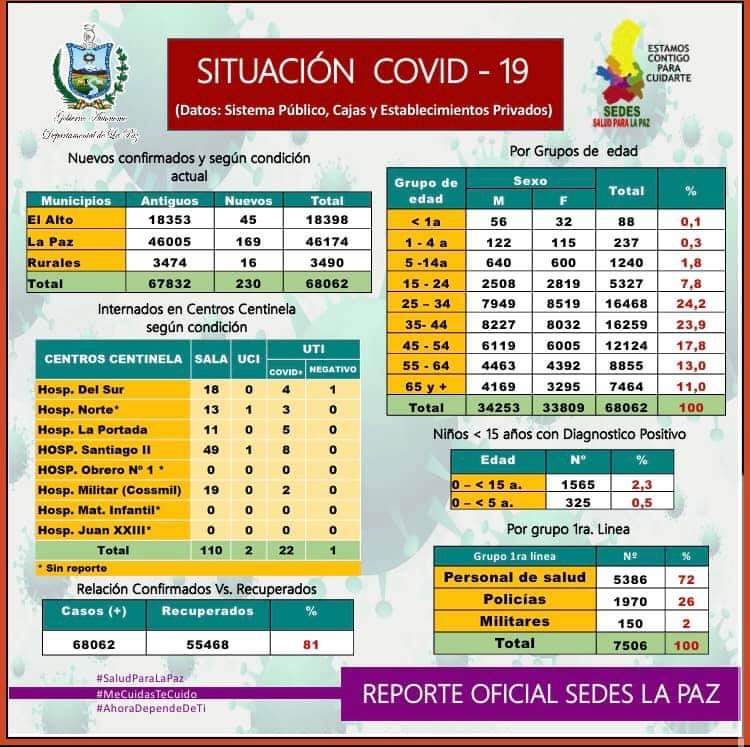 SITUACIÓN COVID - 19
(Datos: Sistema Público, Cajas y Establecimientos Privados)
Gobierno Autónomo
Departamental de La Paz
ESTAMOS
CONTIGO
PARA
CUIDARTE
SEDES
SALUD PARA LA PAZ
Nuevos confirmados y según condición
actual
Municipios Antiguos Nuevos Total
El Alto 18353 45 18398
La Paz 46005 169 46174
Rurales 3474 16 3490
Total 67832 230 68062
Internados en Centros Centinela
según condición
CENTROS CENTINELA SALA UCI UTI
COVID+ NEGATIVO
Hosp. Del Sur 18 0 4 1
Hosp. Norte* 13 1 3 0
Hosp. La Portada 11 0 5 0
HOSP. Santiago II 49 1 8 0
HOSP. Obrero Nº 1 * 0 0 0 0
Hosp. Militar (Cossmil) 19 0 2 0
Hosp. Mat. Infantil* 0 0 0 0
Hosp. Juan XXIII* 0 0 0 0
Total 110 2 22 1
* Sin reporte
Relación Confirmados Vs. Recuperados
Casos (+) Recuperados %
68062 55468 81
Por Grupos de edad
Grupo de edad Sexo Total %
M F
< 1a 56 32 88 0,1
1 - 4 a 122 115 237 0,3
5 -14a 640 600 1240 1,8
15 - 24 2508 2819 5327 7,8
25 – 34 7949 8519 16468 24,2
35- 44 8227 8032 16259 23,9
45 - 54 6119 6005 12124 17,8
55 - 64 4463 4392 8855 13,0
65 y + 4169 3295 7464 11,0
Total 34253 33809 68062 100
Niños < 15 años con Diagnostico Positivo
Edad Nº %
0 – < 15 a. 1565 2,3
0 – < 5 a. 325 0,5
Por grupo 1ra. Linea
Grupo 1ra linea Nº %
Personal de salud 5386 72
Policías 1970 26
Militares 150 2
Total 7506 100
#SaludParaLaPaz
#MeCuidasTeCuido
#AhoraDependeDeTi
REPORTE OFICIAL SEDES LA PAZ